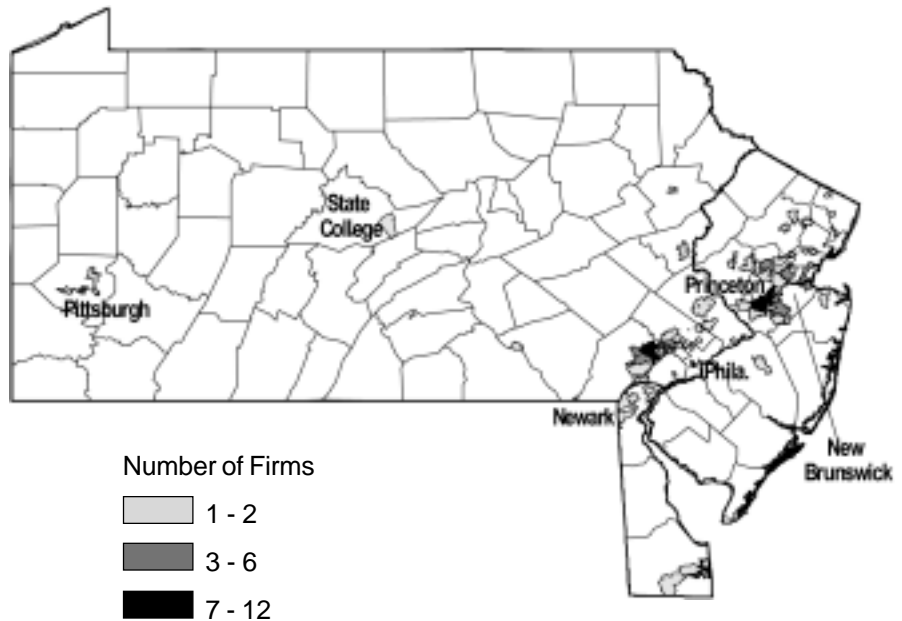 State
College
Pittsburgh
Princeton
Phila.
Newark
New
Brunswick
Number of Firms
1 - 2
3 - 6
7 - 12